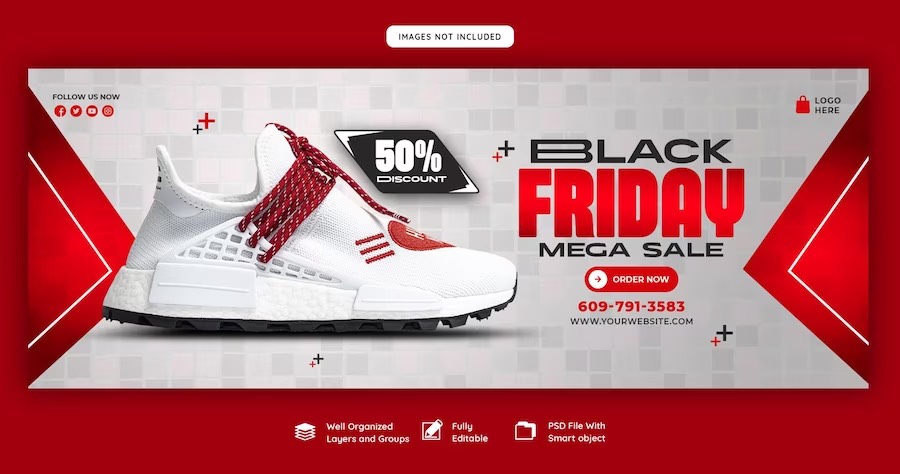 IMAGES NOT INCLUDED
FOLLOW US NOW
LOGO
HERE
50%
DISCOUNT
BLACK
FRIDAY
MEGA SALE
ORDER NOW
609-791-3583
WWW.YOURWEBSITE.COM
Well Organized
Layers and Groups
Fully
Editable
PSD File With
Smart object